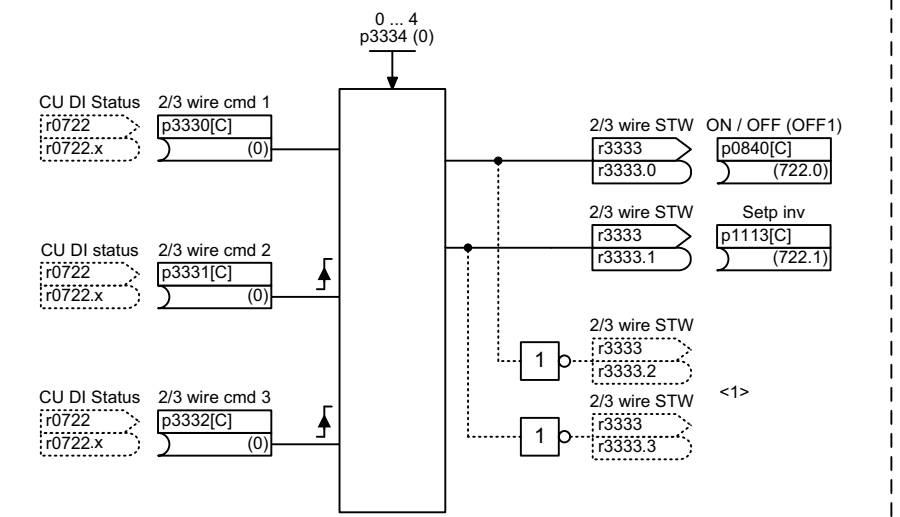 0 ... 4
p3334 (0)
CU DI Status 2/3 wire cmd 1
r0722 p3330[C]
r0722.x (0)
2/3 wire STW ON / OFF (OFF1)
r3333 p0840[C]
r3333.0 (722.0)
2/3 wire STW Setp inv
r3333 p1113[C]
r3333.1 (722.1)
CU DI status 2/3 wire cmd 2
r0722 p3331[C]
r0722.x (0)
2/3 wire STW
1 r3333
r3333.2
<1>
CU DI Status 2/3 wire cmd 3
r0722 p3332[C]
r0722.x (0)
2/3 wire STW
1 r3333
r3333.3